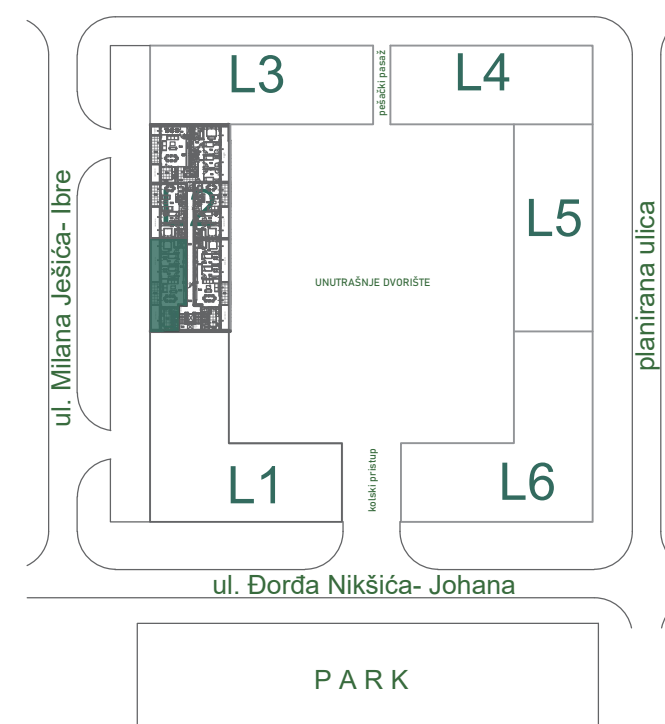 L3
pešački pasaž
L4
L2
L5
ul. Milana Ješića- Ibre
UNUTRAŠNJE DVORIŠTE
planirana ulica
L1
kolski pristup
L6
ul. Đorđa Nikšića- Johana
PARK